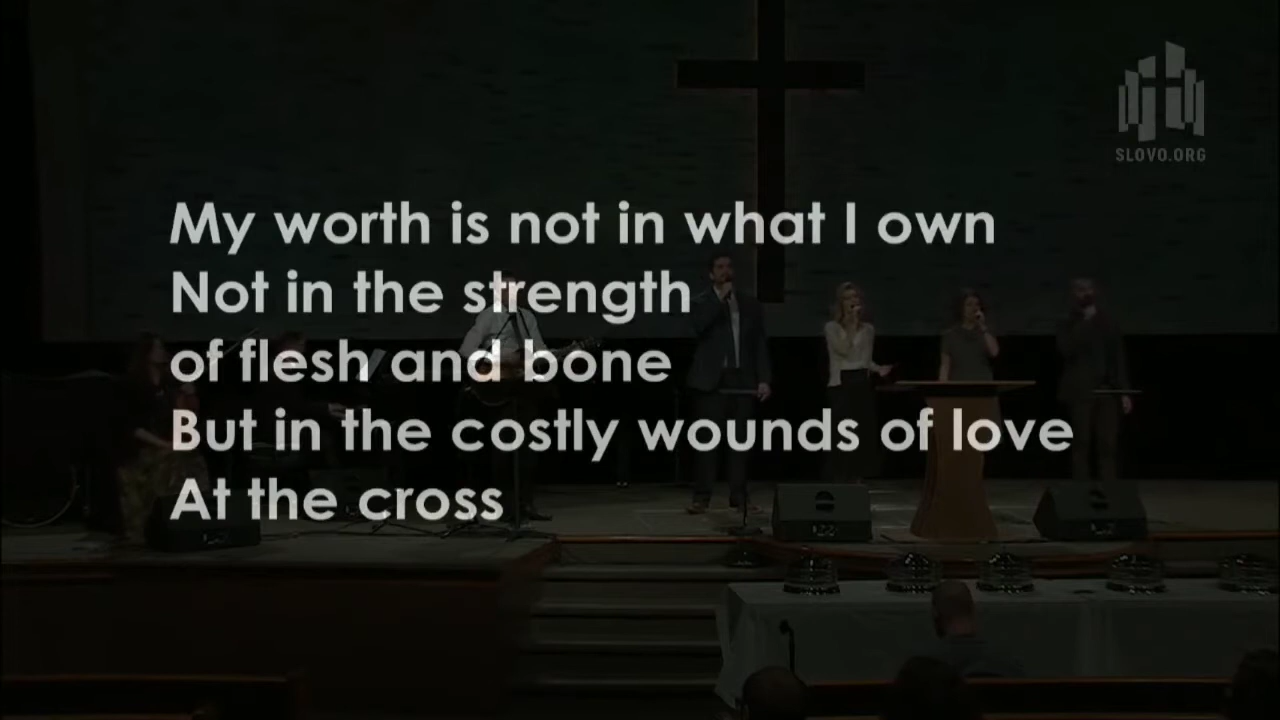 SLOVO.ORG
My worth is not in what I own
Not in the strength
of flesh and bone
But in the costly wounds of love
At the cross